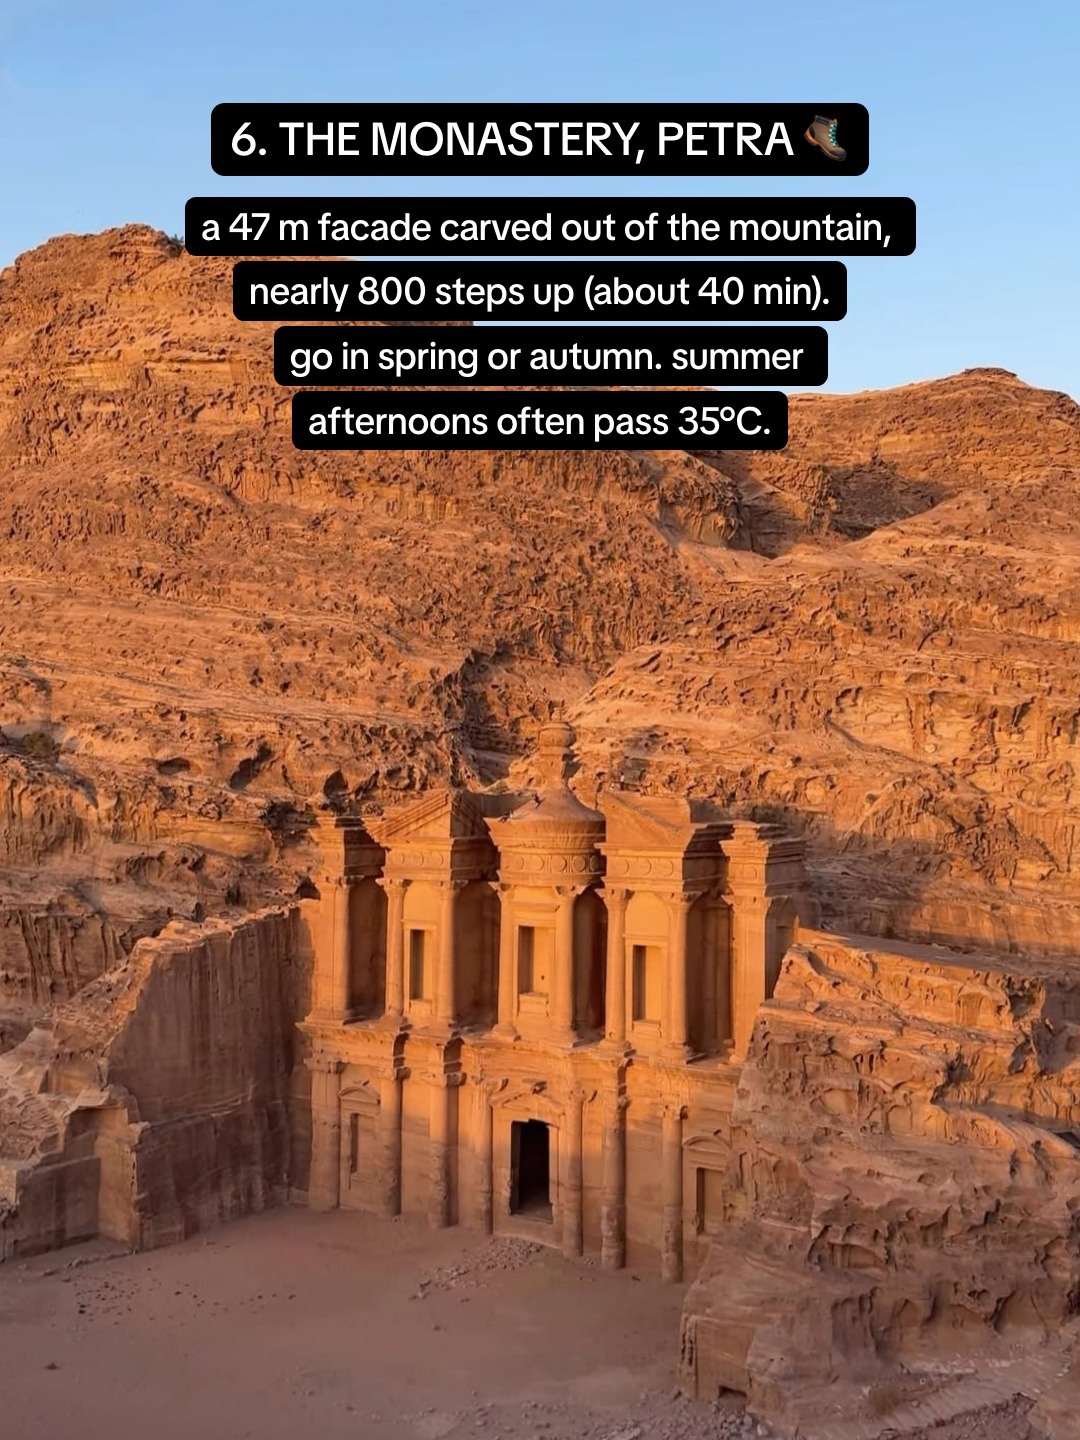 6. THE MONASTERY, PETRA 🥾
a 47 m facade carved out of the mountain,
nearly 800 steps up (about 40 min).
go in spring or autumn. summer
afternoons often pass 35°C.